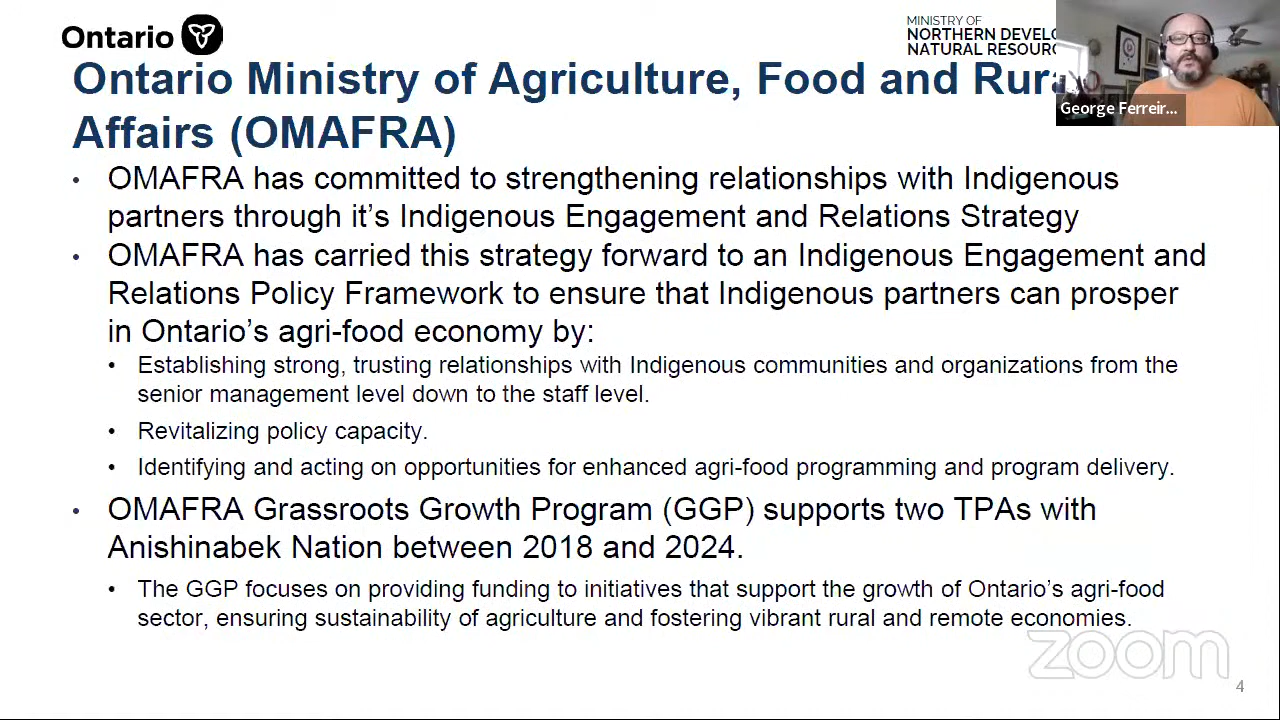 Ontario
MINISTRY OF
NORTHERN DEVELO
NATURAL RESOURC
Ontario Ministry of Agriculture, Food and Rura
Affairs (OMAFRA)
George Ferreir...
• OMAFRA has committed to strengthening relationships with Indigenous
partners through it's Indigenous Engagement and Relations Strategy
• OMAFRA has carried this strategy forward to an Indigenous Engagement and
Relations Policy Framework to ensure that Indigenous partners can prosper
in Ontario's agri-food economy by:
• Establishing strong, trusting relationships with Indigenous communities and organizations from the
senior management level down to the staff level.
• Revitalizing policy capacity.
• Identifying and acting on opportunities for enhanced agri-food programming and program delivery.
• OMAFRA Grassroots Growth Program (GGP) supports two TPAs with
Anishinabek Nation between 2018 and 2024.
• The GGP focuses on providing funding to initiatives that support the growth of Ontario's agri-food
sector, ensuring sustainability of agriculture and fostering vibrant rural and remote economies.
zoom
4